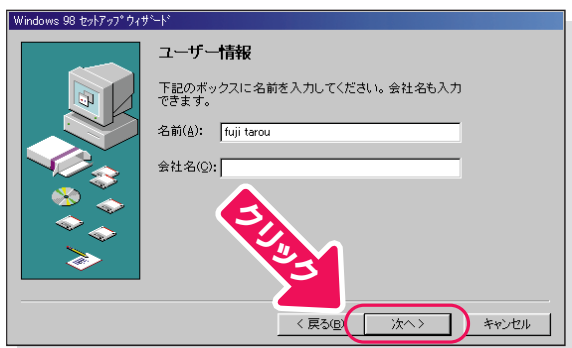 Windows 98 ｾｯﾄｱｯﾌﾟ ｳｨｻﾞｰﾄﾞ
ユーザー情報
下記のボックスに名前を入力してください。会社名も入力
できます。
名前(A): fuji tarou
会社名(C):
クリック
< 戻る(B) 次へ > キャンセル